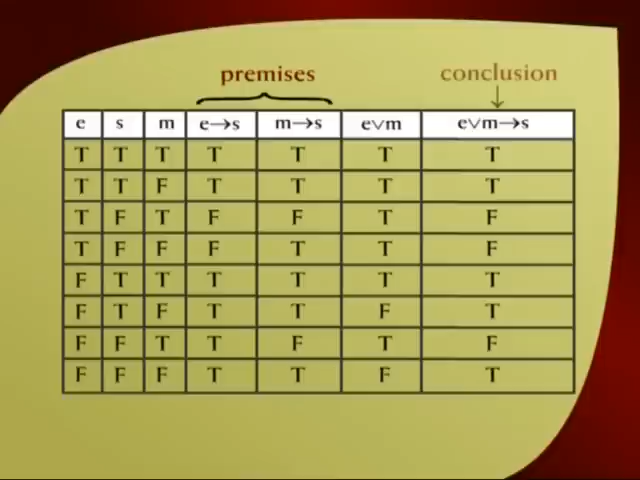 premises conclusion
e s m e→s m→s e∨m e∨m→s
T T T T T T T
T T F T T T T
T F T F F T F
T F F F T T F
F T T T T T T
F T F T T F T
F F T T F T F
F F F T T F T